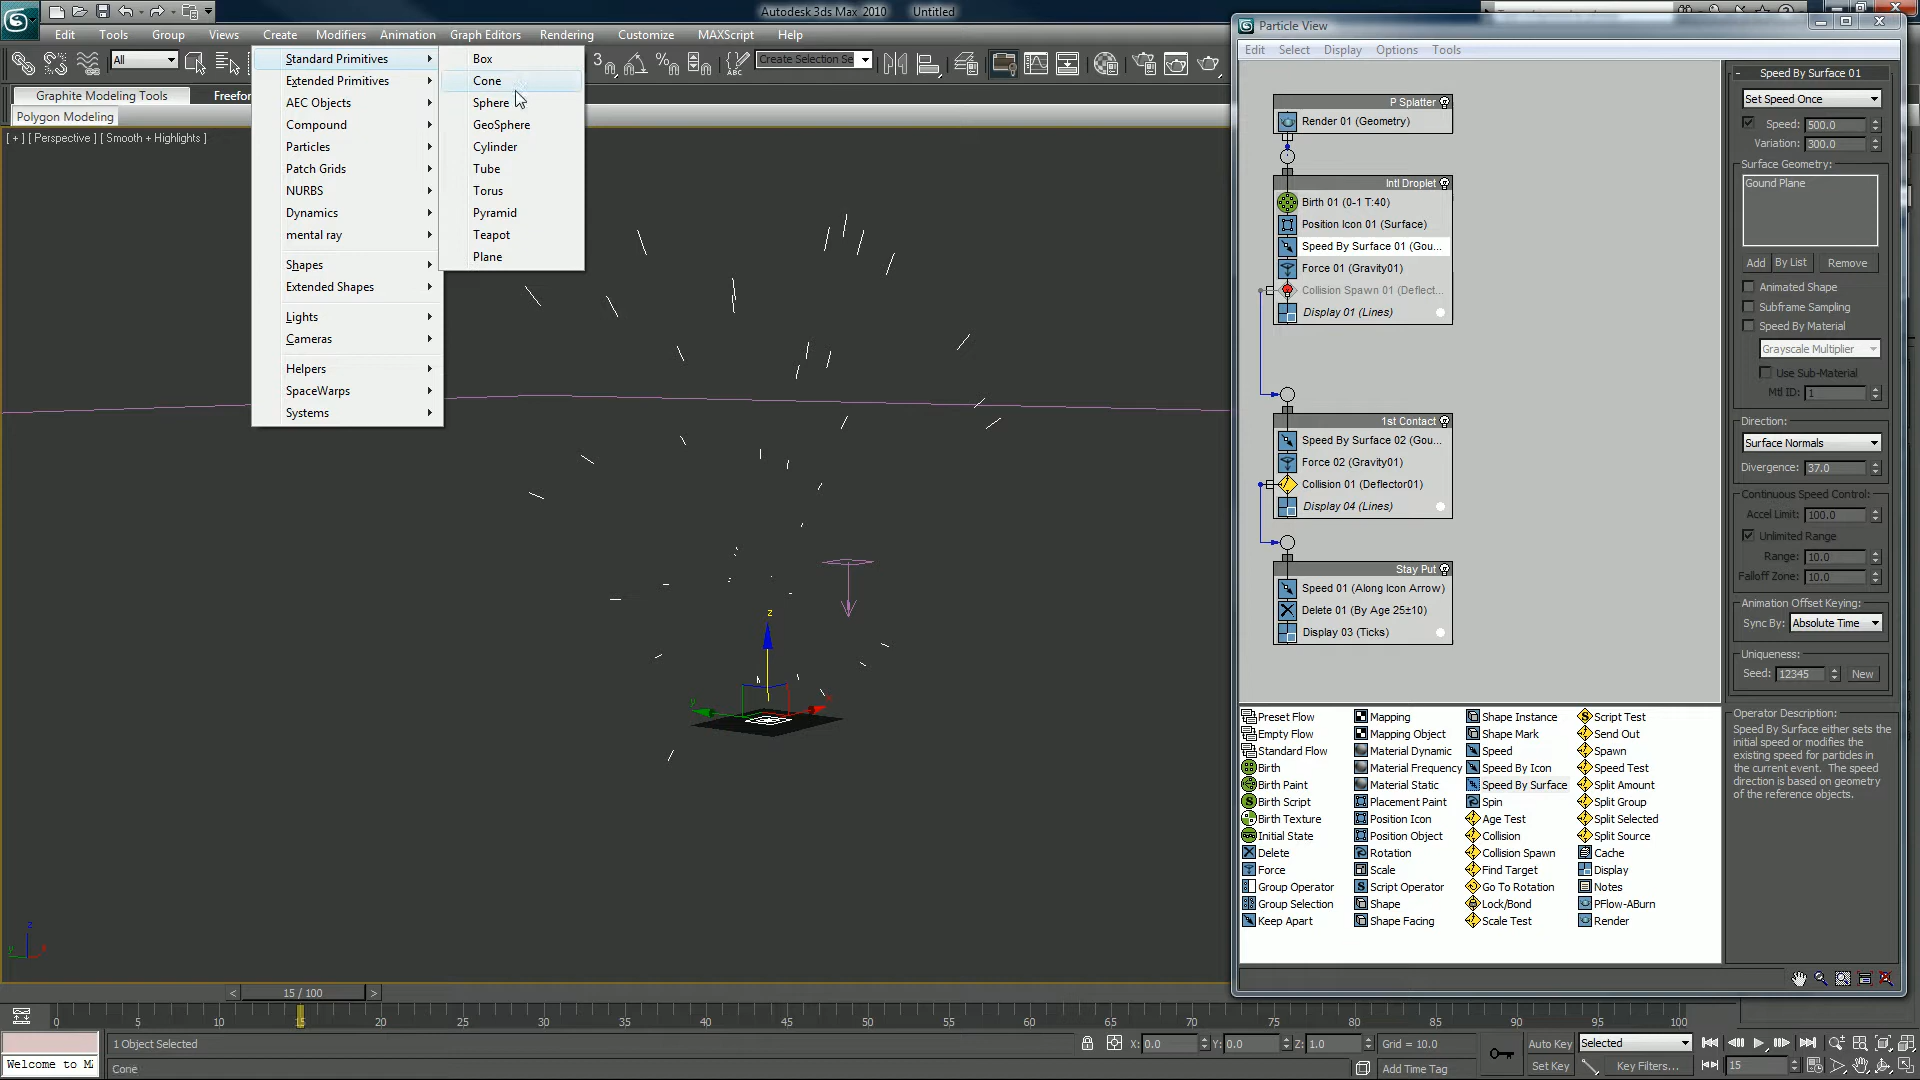 Autodesk 3ds Max 2010 Untitled
Edit Tools Group Views Create Modifiers Animation Graph Editors Rendering Customize MAXScript Help
All
Create Selection Se
Graphite Modeling Tools Freefor
Polygon Modeling
[ + ] [ Perspective ] [ Smooth + Highlights ]
Standard Primitives
Extended Primitives
AEC Objects
Compound
Particles
Patch Grids
NURBS
Dynamics
mental ray
Shapes
Extended Shapes
Lights
Cameras
Helpers
SpaceWarps
Systems
Box
Cone
Sphere
GeoSphere
Cylinder
Tube
Torus
Pyramid
Teapot
Plane
z
Particle View
Edit Select Display Options Tools
P Splatter
Render 01 (Geometry)
Intl Droplet
Birth 01 (0-1 T:40)
Position Icon 01 (Surface)
Speed By Surface 01 (Gou...
Force 01 (Gravity01)
Collision Spawn 01 (Deflect...
Display 01 (Lines)
1st Contact
Speed By Surface 02 (Gou...
Force 02 (Gravity01)
Collision 01 (Deflector01)
Display 04 (Lines)
Stay Put
Speed 01 (Along Icon Arrow)
Delete 01 (By Age 25±10)
Display 03 (Ticks)
- Speed By Surface 01
Set Speed Once
Speed: 500.0
Variation: 300.0
Surface Geometry:
Gound Plane
Add By List Remove
Animated Shape
Subframe Sampling
Speed By Material
Grayscale Multiplier
Use Sub-Material
Mtl ID: 1
Direction:
Surface Normals
Divergence: 37.0
Continuous Speed Control:
Accel Limit: 100.0
Unlimited Range
Range: 10.0
Falloff Zone: 10.0
Animation Offset Keying:
Sync By: Absolute Time
Uniqueness:
Seed: 12345 New
Operator Description:
Speed By Surface either sets the
initial speed or modifies the
existing speed for particles in
the current event. The speed
direction is based on geometry
of the reference objects.
Preset Flow Mapping Shape Instance Script Test
Empty Flow Mapping Object Shape Mark Send Out
Standard Flow Material Dynamic Speed Spawn
Birth Material Frequency Speed By Icon Speed Test
Birth Paint Material Static Speed By Surface Split Amount
Birth Script Placement Paint Spin Split Group
Birth Texture Position Icon Age Test Split Selected
Initial State Position Object Collision Split Source
Delete Rotation Collision Spawn Cache
Force Scale Find Target Display
Group Operator Script Operator Go To Rotation Notes
Group Selection Shape Lock/Bond PFlow-ABurn
Keep Apart Shape Facing Scale Test Render
< 15 / 100 >
0 5 10 15 20 25 30 35 40 45 50 55 60 65 70 75 80 85 90 95 100
1 Object Selected X: 0.0 Y: 0.0 Z: 1.0 Grid = 10.0 Auto Key Selected
Welcome to M Cone Add Time Tag Set Key Key Filters... 15